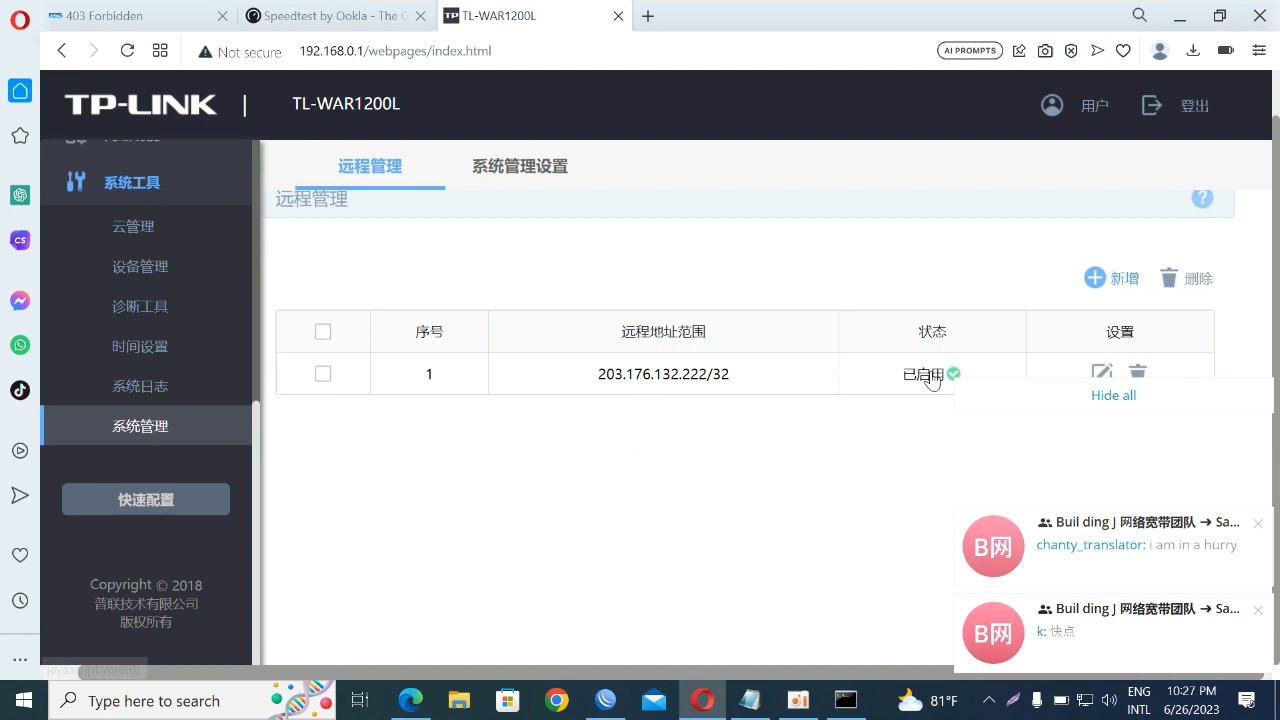 403 Forbidden
Speedtest by Ookla - The G
TP TL-WAR1200L
Not secure
192.168.0.1/webpages/index.html
AI PROMPTS
TP-LINK | TL-WAR1200L
用户
登出
远程管理
系统管理设置
远程管理
系统工具
云管理
设备管理
诊断工具
时间设置
系统日志
系统管理
快速配置
Copyright © 2018
普联技术有限公司
版权所有
新增
删除
序号
远程地址范围
状态
设置
1
203.176.132.222/32
已启用
Hide all
B网
Buil ding J 网络宽带团队 → Sa...
chanty_translator: i am in a hurry
B网
Buil ding J 网络宽带团队 → Sa...
k: 快点
CS
Type here to search
81°F
ENG
INTL
10:27 PM
6/26/2023